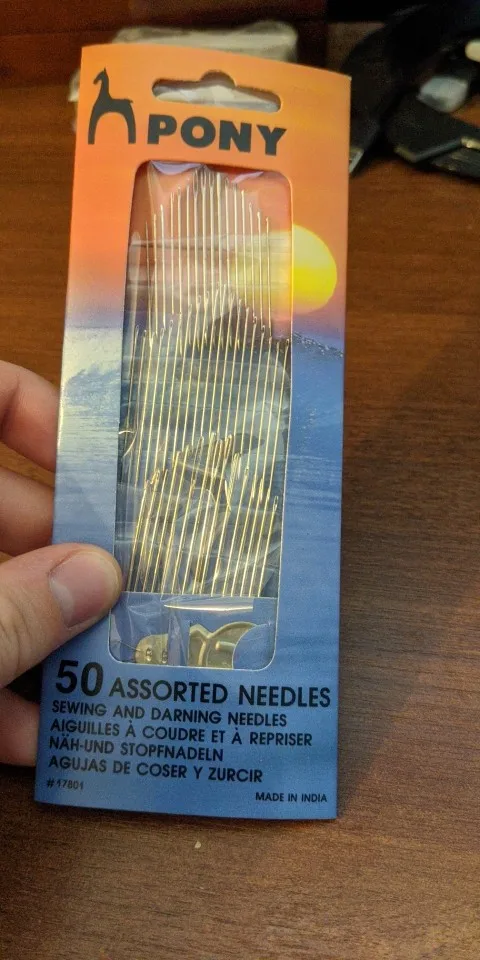 PONY
50 ASSORTED NEEDLES
SEWING AND DARNING NEEDLES
AIGUILLES À COUDRE ET À REPRISER
NÄH-UND STOPFNADELN
AGUJAS DE COSER Y ZURCIR
#17801
MADE IN INDIA